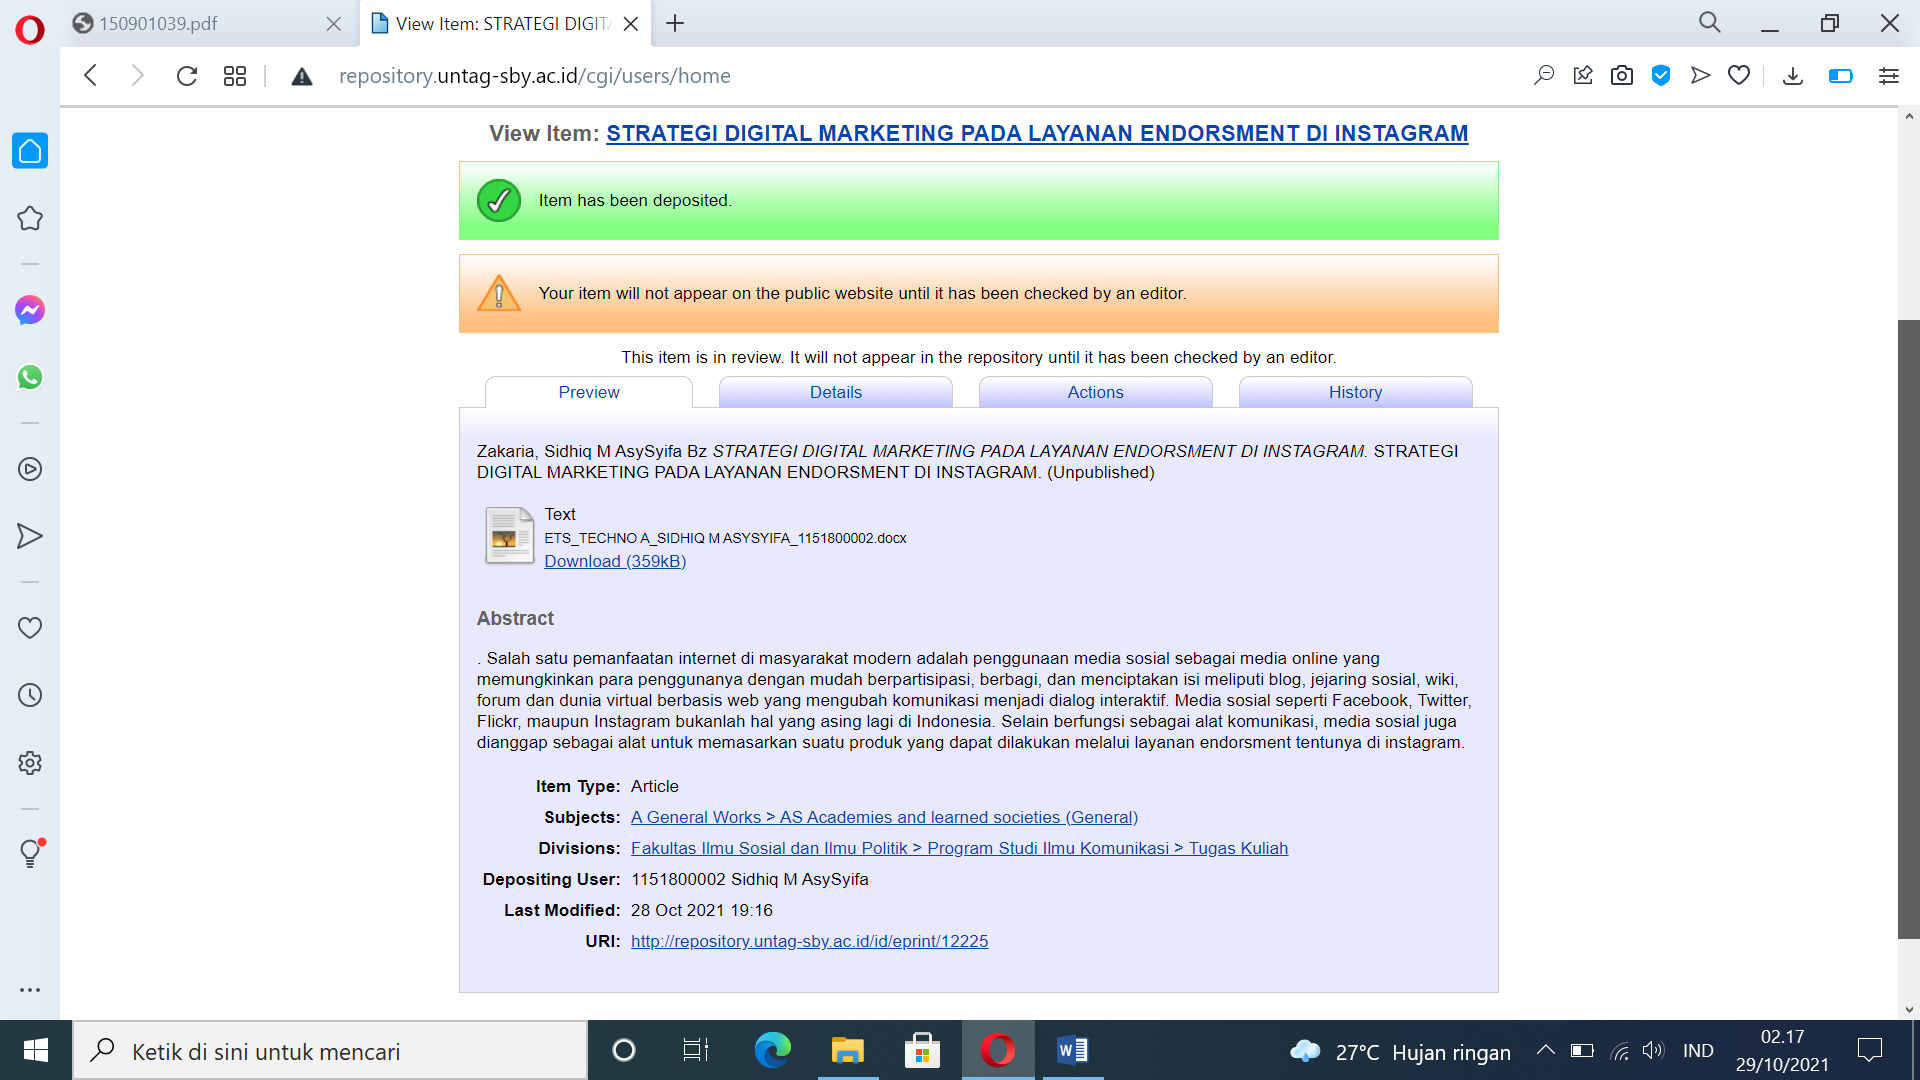 150901039.pdf
View Item: STRATEGI DIGIT
repository.untag-sby.ac.id/cgi/users/home
View Item: STRATEGI DIGITAL MARKETING PADA LAYANAN ENDORSMENT DI INSTAGRAM
Item has been deposited.
Your item will not appear on the public website until it has been checked by an editor.
This item is in review. It will not appear in the repository until it has been checked by an editor.
Preview Details Actions History
Zakaria, Sidhiq M AsySyifa Bz STRATEGI DIGITAL MARKETING PADA LAYANAN ENDORSMENT DI INSTAGRAM. STRATEGI
DIGITAL MARKETING PADA LAYANAN ENDORSMENT DI INSTAGRAM. (Unpublished)
Text
ETS_TECHNO A_SIDHIQ M ASYSYIFA_1151800002.docx
Download (359kB)
Abstract
. Salah satu pemanfaatan internet di masyarakat modern adalah penggunaan media sosial sebagai media online yang
memungkinkan para penggunanya dengan mudah berpartisipasi, berbagi, dan menciptakan isi meliputi blog, jejaring sosial, wiki,
forum dan dunia virtual berbasis web yang mengubah komunikasi menjadi dialog interaktif. Media sosial seperti Facebook, Twitter,
Flickr, maupun Instagram bukanlah hal yang asing lagi di Indonesia. Selain berfungsi sebagai alat komunikasi, media sosial juga
dianggap sebagai alat untuk memasarkan suatu produk yang dapat dilakukan melalui layanan endorsment tentunya di instagram.
Item Type: Article
Subjects: A General Works > AS Academies and learned societies (General)
Divisions: Fakultas Ilmu Sosial dan Ilmu Politik > Program Studi Ilmu Komunikasi > Tugas Kuliah
Depositing User: 1151800002 Sidhiq M AsySyifa
Last Modified: 28 Oct 2021 19:16
URI: http://repository.untag-sby.ac.id/id/eprint/12225
Ketik di sini untuk mencari
27°C Hujan ringan
IND
02.17
29/10/2021